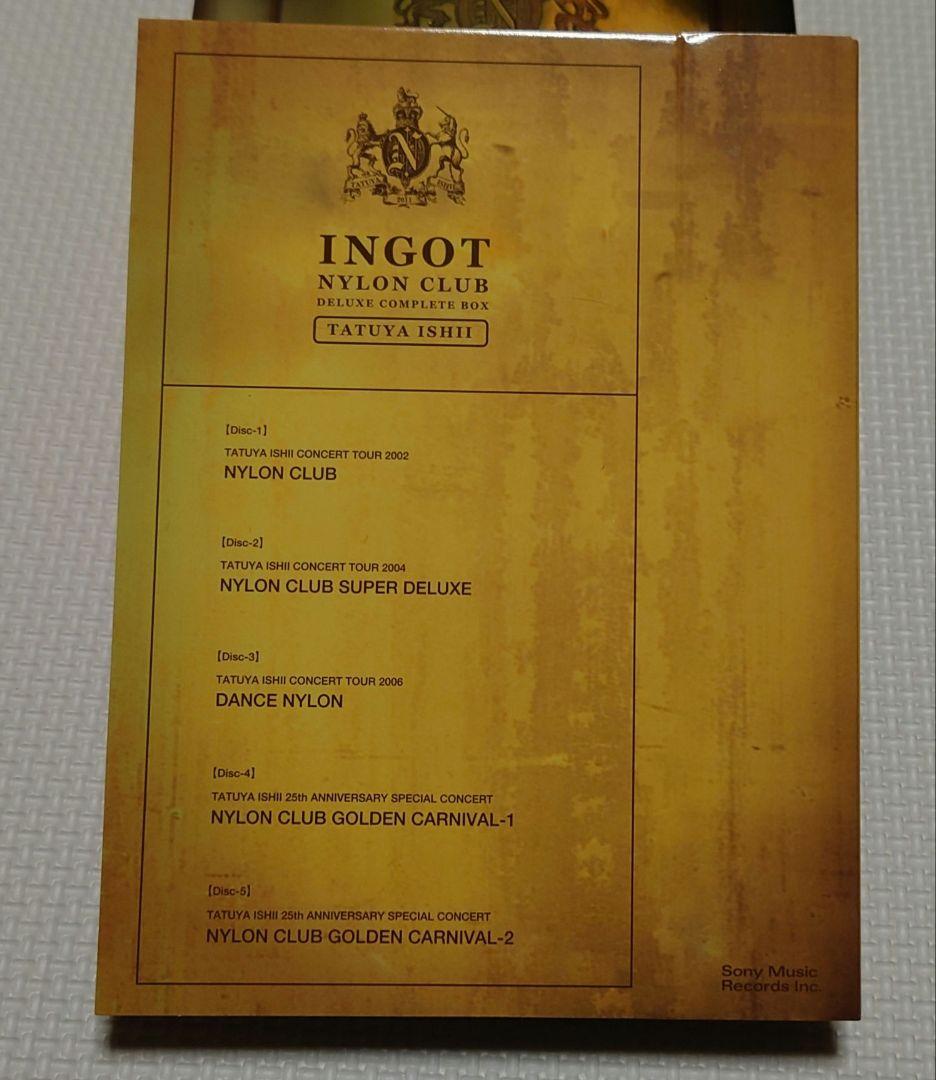 N
TATUYA ISHII
2011
INGOT
NYLON CLUB
DELUXE COMPLETE BOX
TATUYA ISHII
【Disc-1】
TATUYA ISHII CONCERT TOUR 2002
NYLON CLUB
【Disc-2】
TATUYA ISHII CONCERT TOUR 2004
NYLON CLUB SUPER DELUXE
【Disc-3】
TATUYA ISHII CONCERT TOUR 2006
DANCE NYLON
【Disc-4】
TATUYA ISHII 25th ANNIVERSARY SPECIAL CONCERT
NYLON CLUB GOLDEN CARNIVAL-1
【Disc-5】
TATUYA ISHII 25th ANNIVERSARY SPECIAL CONCERT
NYLON CLUB GOLDEN CARNIVAL-2
Sony Music
Records Inc.